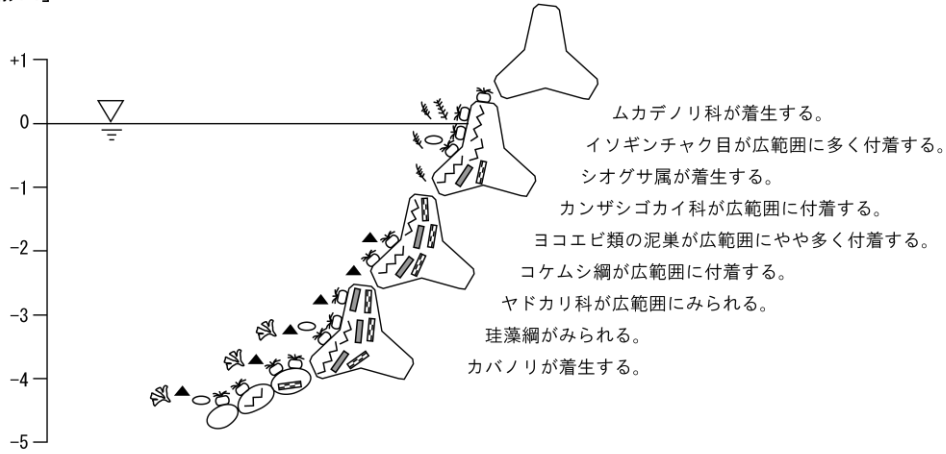 +1
0
-1
-2
-3
-4
-5
ムカデノリ科が着生する。
イソギンチャク目が広範囲に多く付着する。
シオグサ属が着生する。
カンザシゴカイ科が広範囲に付着する。
ヨコエビ類の泥巣が広範囲にやや多く付着する。
コケムシ綱が広範囲に付着する。
ヤドカリ科が広範囲にみられる。
珪藻綱がみられる。
カバノリが着生する。